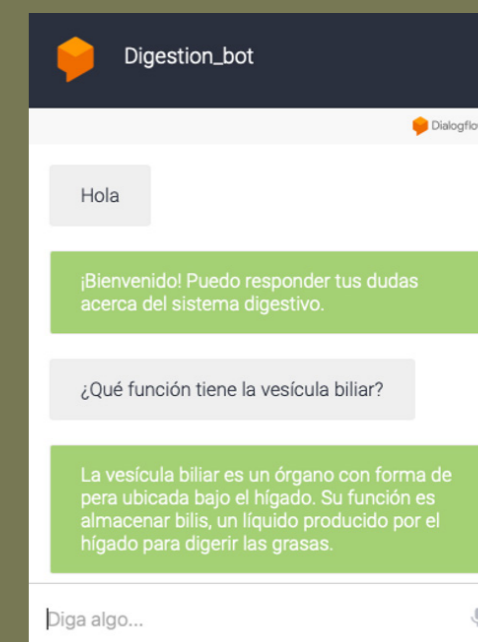 Digestion_bot
Hola
¡Bienvenido! Puedo responder tus dudas
acerca del sistema digestivo.
¿Qué función tiene la vesícula biliar?
La vesícula biliar es un órgano con forma de
pera ubicada bajo el hígado. Su función es
almacenar bilis, un líquido producido por el
hígado para digerir las grasas.
Diga algo...